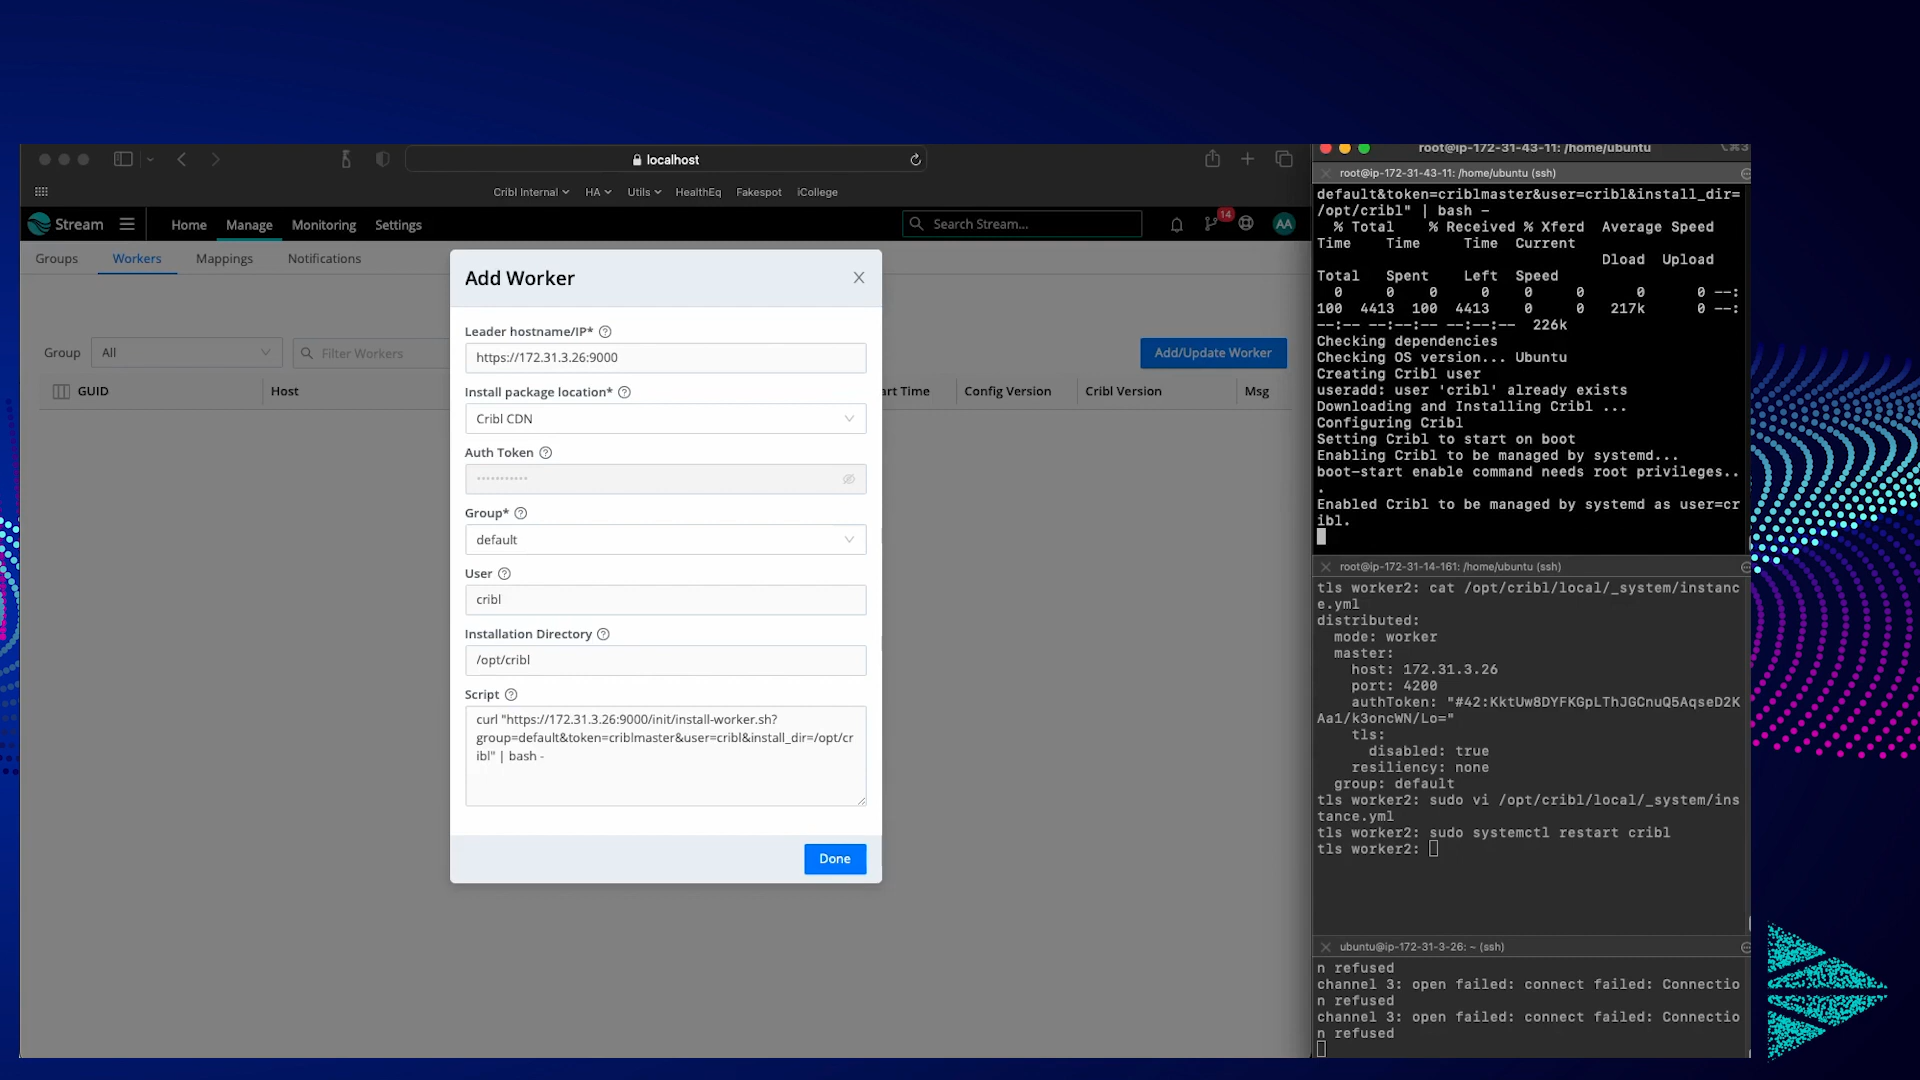 localhost
Cribl Internal
HA
Utils
HealthEq
Fakespot
iCollege
Stream
Home
Manage
Monitoring
Settings
Search Stream...
14
AA
Groups
Workers
Mappings
Notifications
Group
All
Filter Workers
Add/Update Worker
GUID
Host
art Time
Config Version
Cribl Version
Msg
Add Worker
Leader hostname/IP*
https://172.31.3.26:9000
Install package location*
Cribl CDN
Auth Token
•••••••••••
Group*
default
User
cribl
Installation Directory
/opt/cribl
Script
curl "https://172.31.3.26:9000/init/install-worker.sh?
group=default&token=criblmaster&user=cribl&install_dir=/opt/cr
ibl" | bash -
Done
root@ip-172-31-43-11: /home/ubuntu
⌥⌘3
root@ip-172-31-43-11: /home/ubuntu (ssh)
default&token=criblmaster&user=cribl&install_dir=
/opt/cribl" | bash -
% Total    % Received % Xferd  Average Speed
Time    Time     Time  Current
Dload  Upload
Total   Spent    Left  Speed
0     0    0     0    0     0      0      0 --:
100  4413  100  4413    0     0   217k      0 --:
--:-- --:--:-- --:--:--  226k
Checking dependencies
Checking OS version... Ubuntu
Creating Cribl user
useradd: user 'cribl' already exists
Downloading and Installing Cribl ...
Configuring Cribl
Setting Cribl to start on boot
Enabling Cribl to be managed by systemd...
boot-start enable command needs root privileges..
.
Enabled Cribl to be managed by systemd as user=cr
ibl.
root@ip-172-31-14-161: /home/ubuntu (ssh)
tls worker2: cat /opt/cribl/local/_system/instanc
e.yml
distributed:
mode: worker
master:
host: 172.31.3.26
port: 4200
authToken: "#42:KktUw8DYFKGpLThJGCnuQ5AqseD2K
Aa1/k3oncWN/Lo="
tls:
disabled: true
resiliency: none
group: default
tls worker2: sudo vi /opt/cribl/local/_system/ins
tance.yml
tls worker2: sudo systemctl restart cribl
tls worker2:
ubuntu@ip-172-31-3-26: ~ (ssh)
n refused
channel 3: open failed: connect failed: Connectio
n refused
channel 3: open failed: connect failed: Connectio
n refused